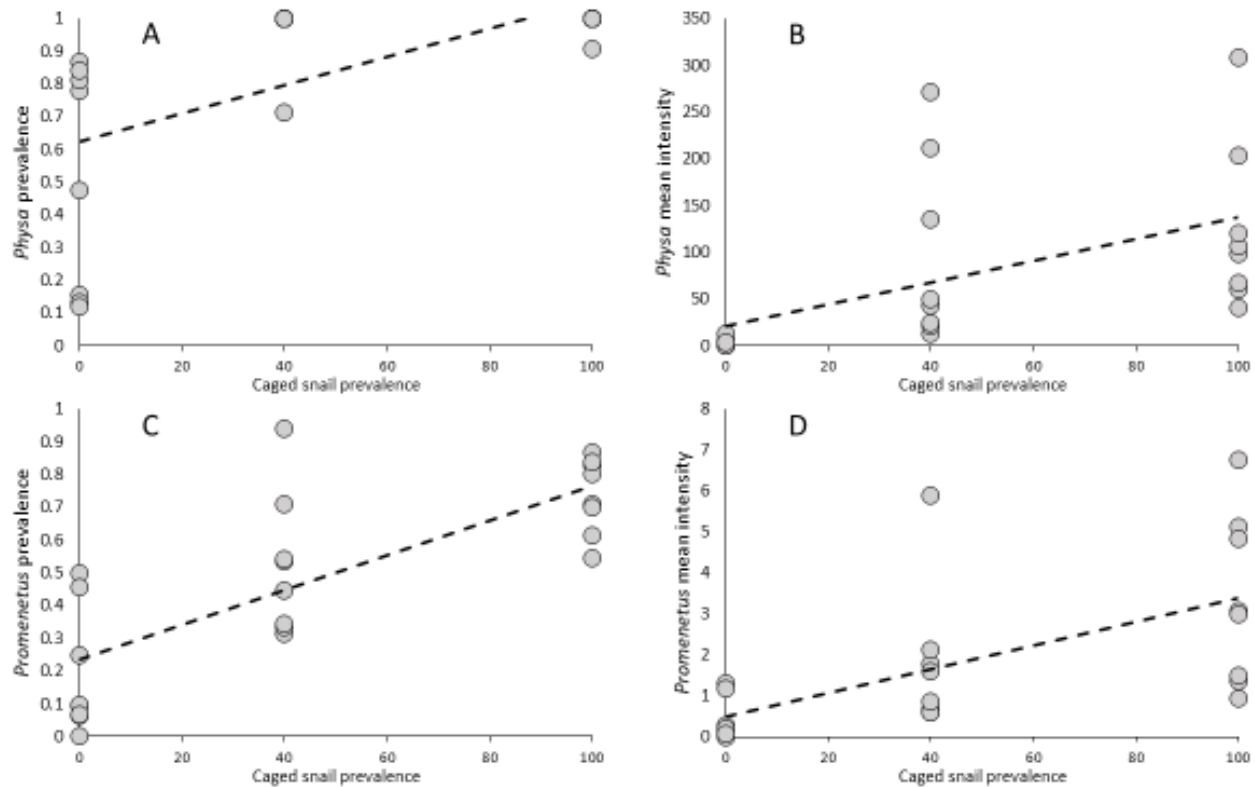 A
Physa prevalence
1
0.9
0.8
0.7
0.6
0.5
0.4
0.3
0.2
0.1
0
0 20 40 60 80 100
Caged snail prevalence
B
Physa mean intensity
350
300
250
200
150
100
50
0
0 20 40 60 80 100
Caged snail prevalence
C
Promenetus prevalence
1
0.9
0.8
0.7
0.6
0.5
0.4
0.3
0.2
0.1
0
0 20 40 60 80 100
Caged snail prevalence
D
Promenetus mean intensity
8
7
6
5
4
3
2
1
0
0 20 40 60 80 100
Caged snail prevalence